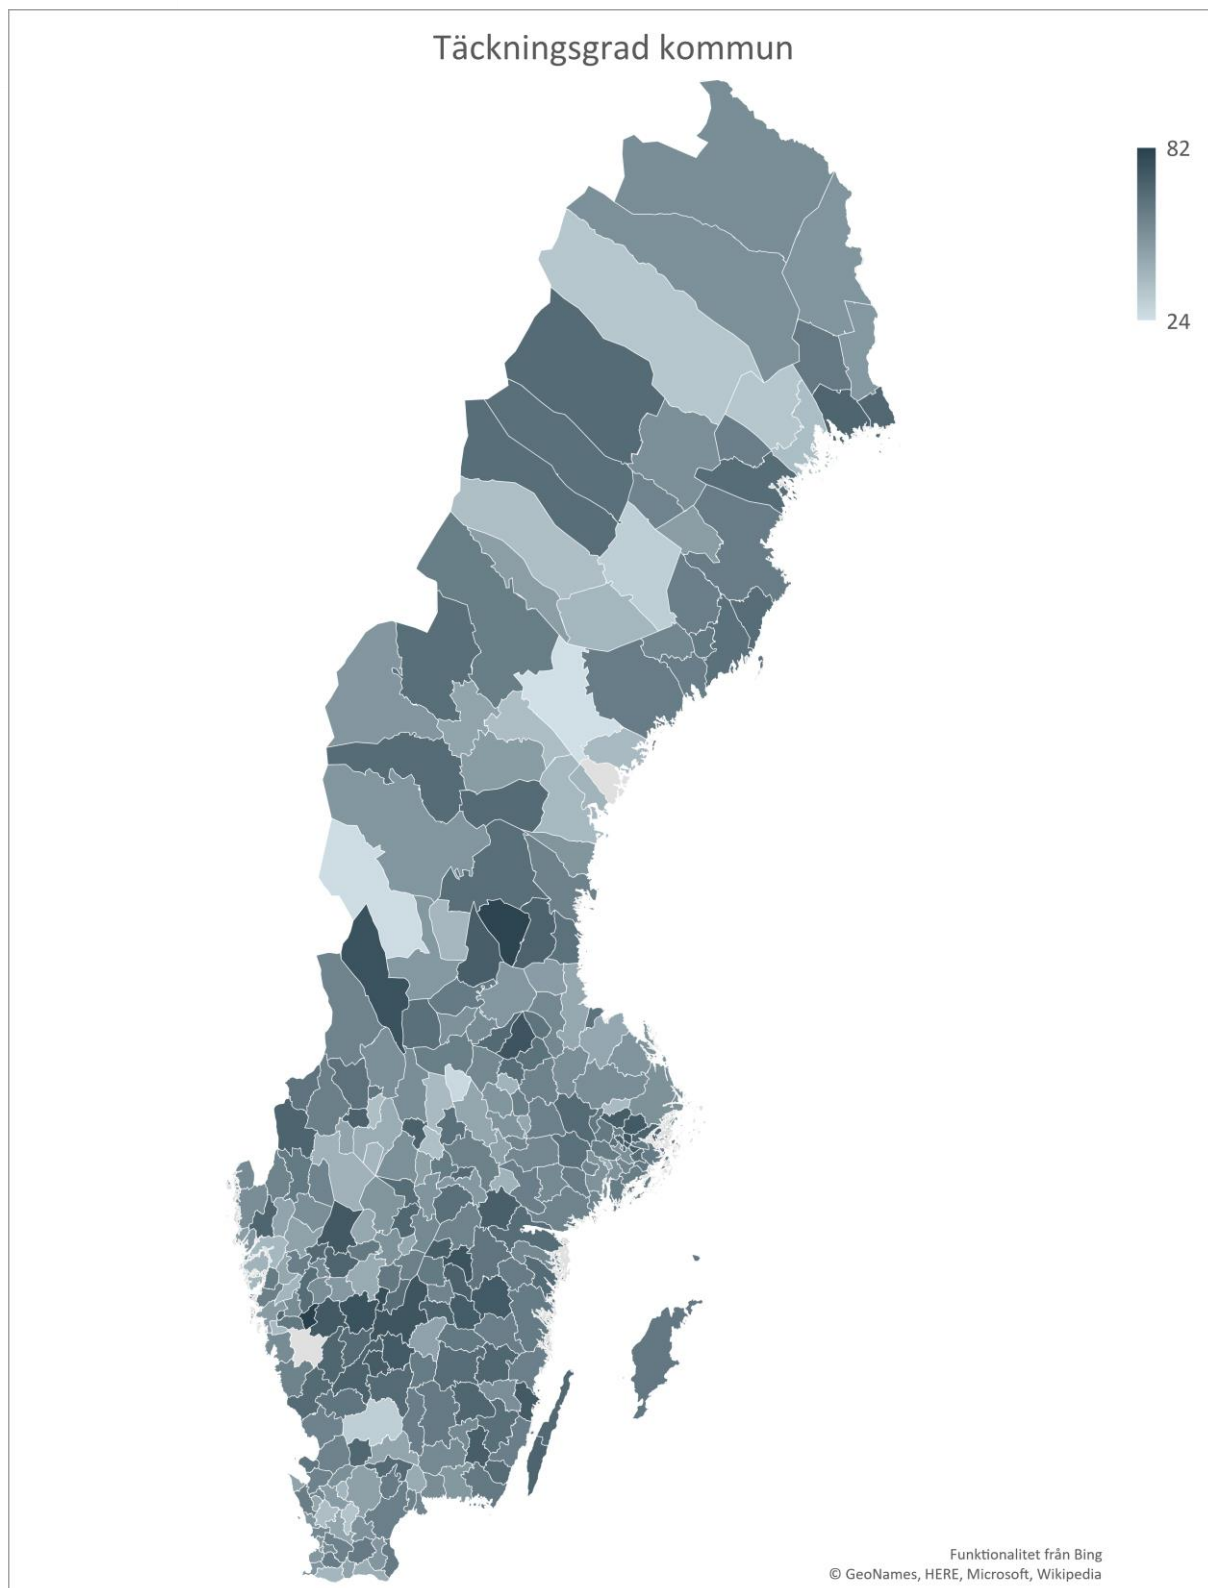 Täckningsgrad kommun
82
24
Funktionalitet från Bing
© GeoNames, HERE, Microsoft, Wikipedia